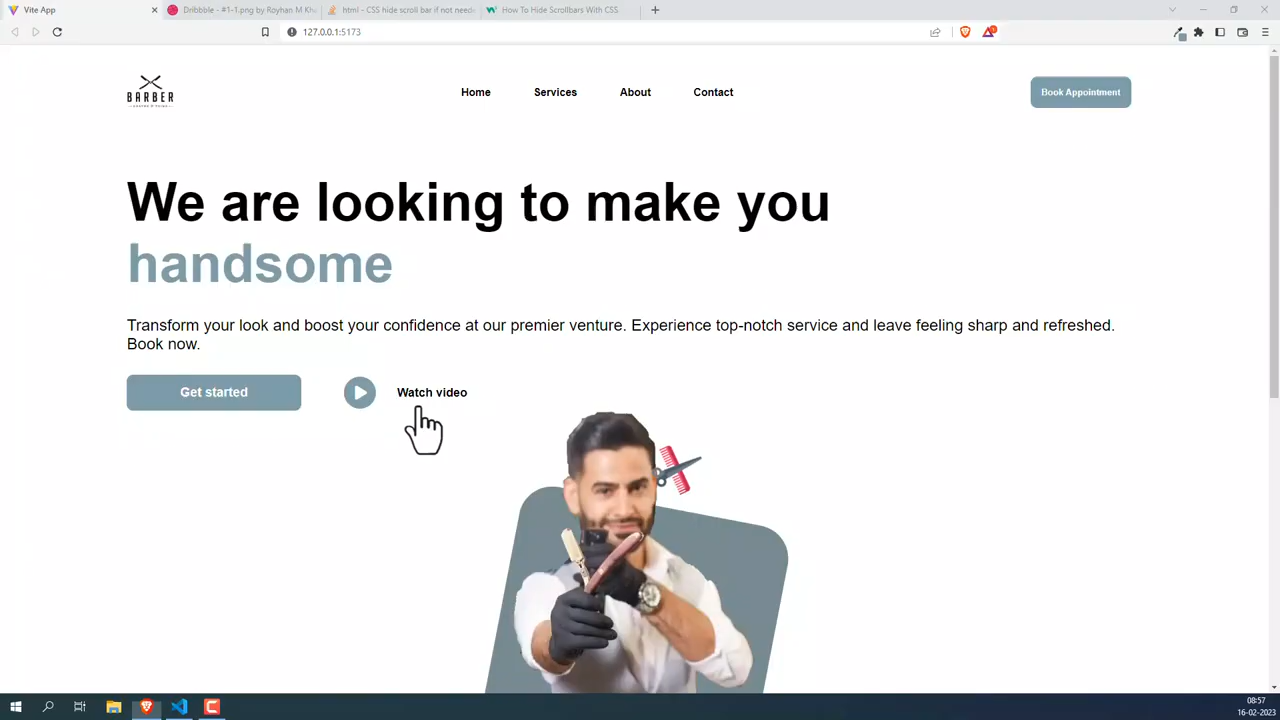 Vite App
Dribbble - #1-1.png by Royhan M Kha
html - CSS hide scroll bar if not neede
How To Hide Scrollbars With CSS
127.0.0.1:5173
BARBER
Home
Services
About
Contact
Book Appointment
We are looking to make you
handsome
Transform your look and boost your confidence at our premier venture. Experience top-notch service and leave feeling sharp and refreshed.
Book now.
Get started
Watch video
08:57
16-02-2023